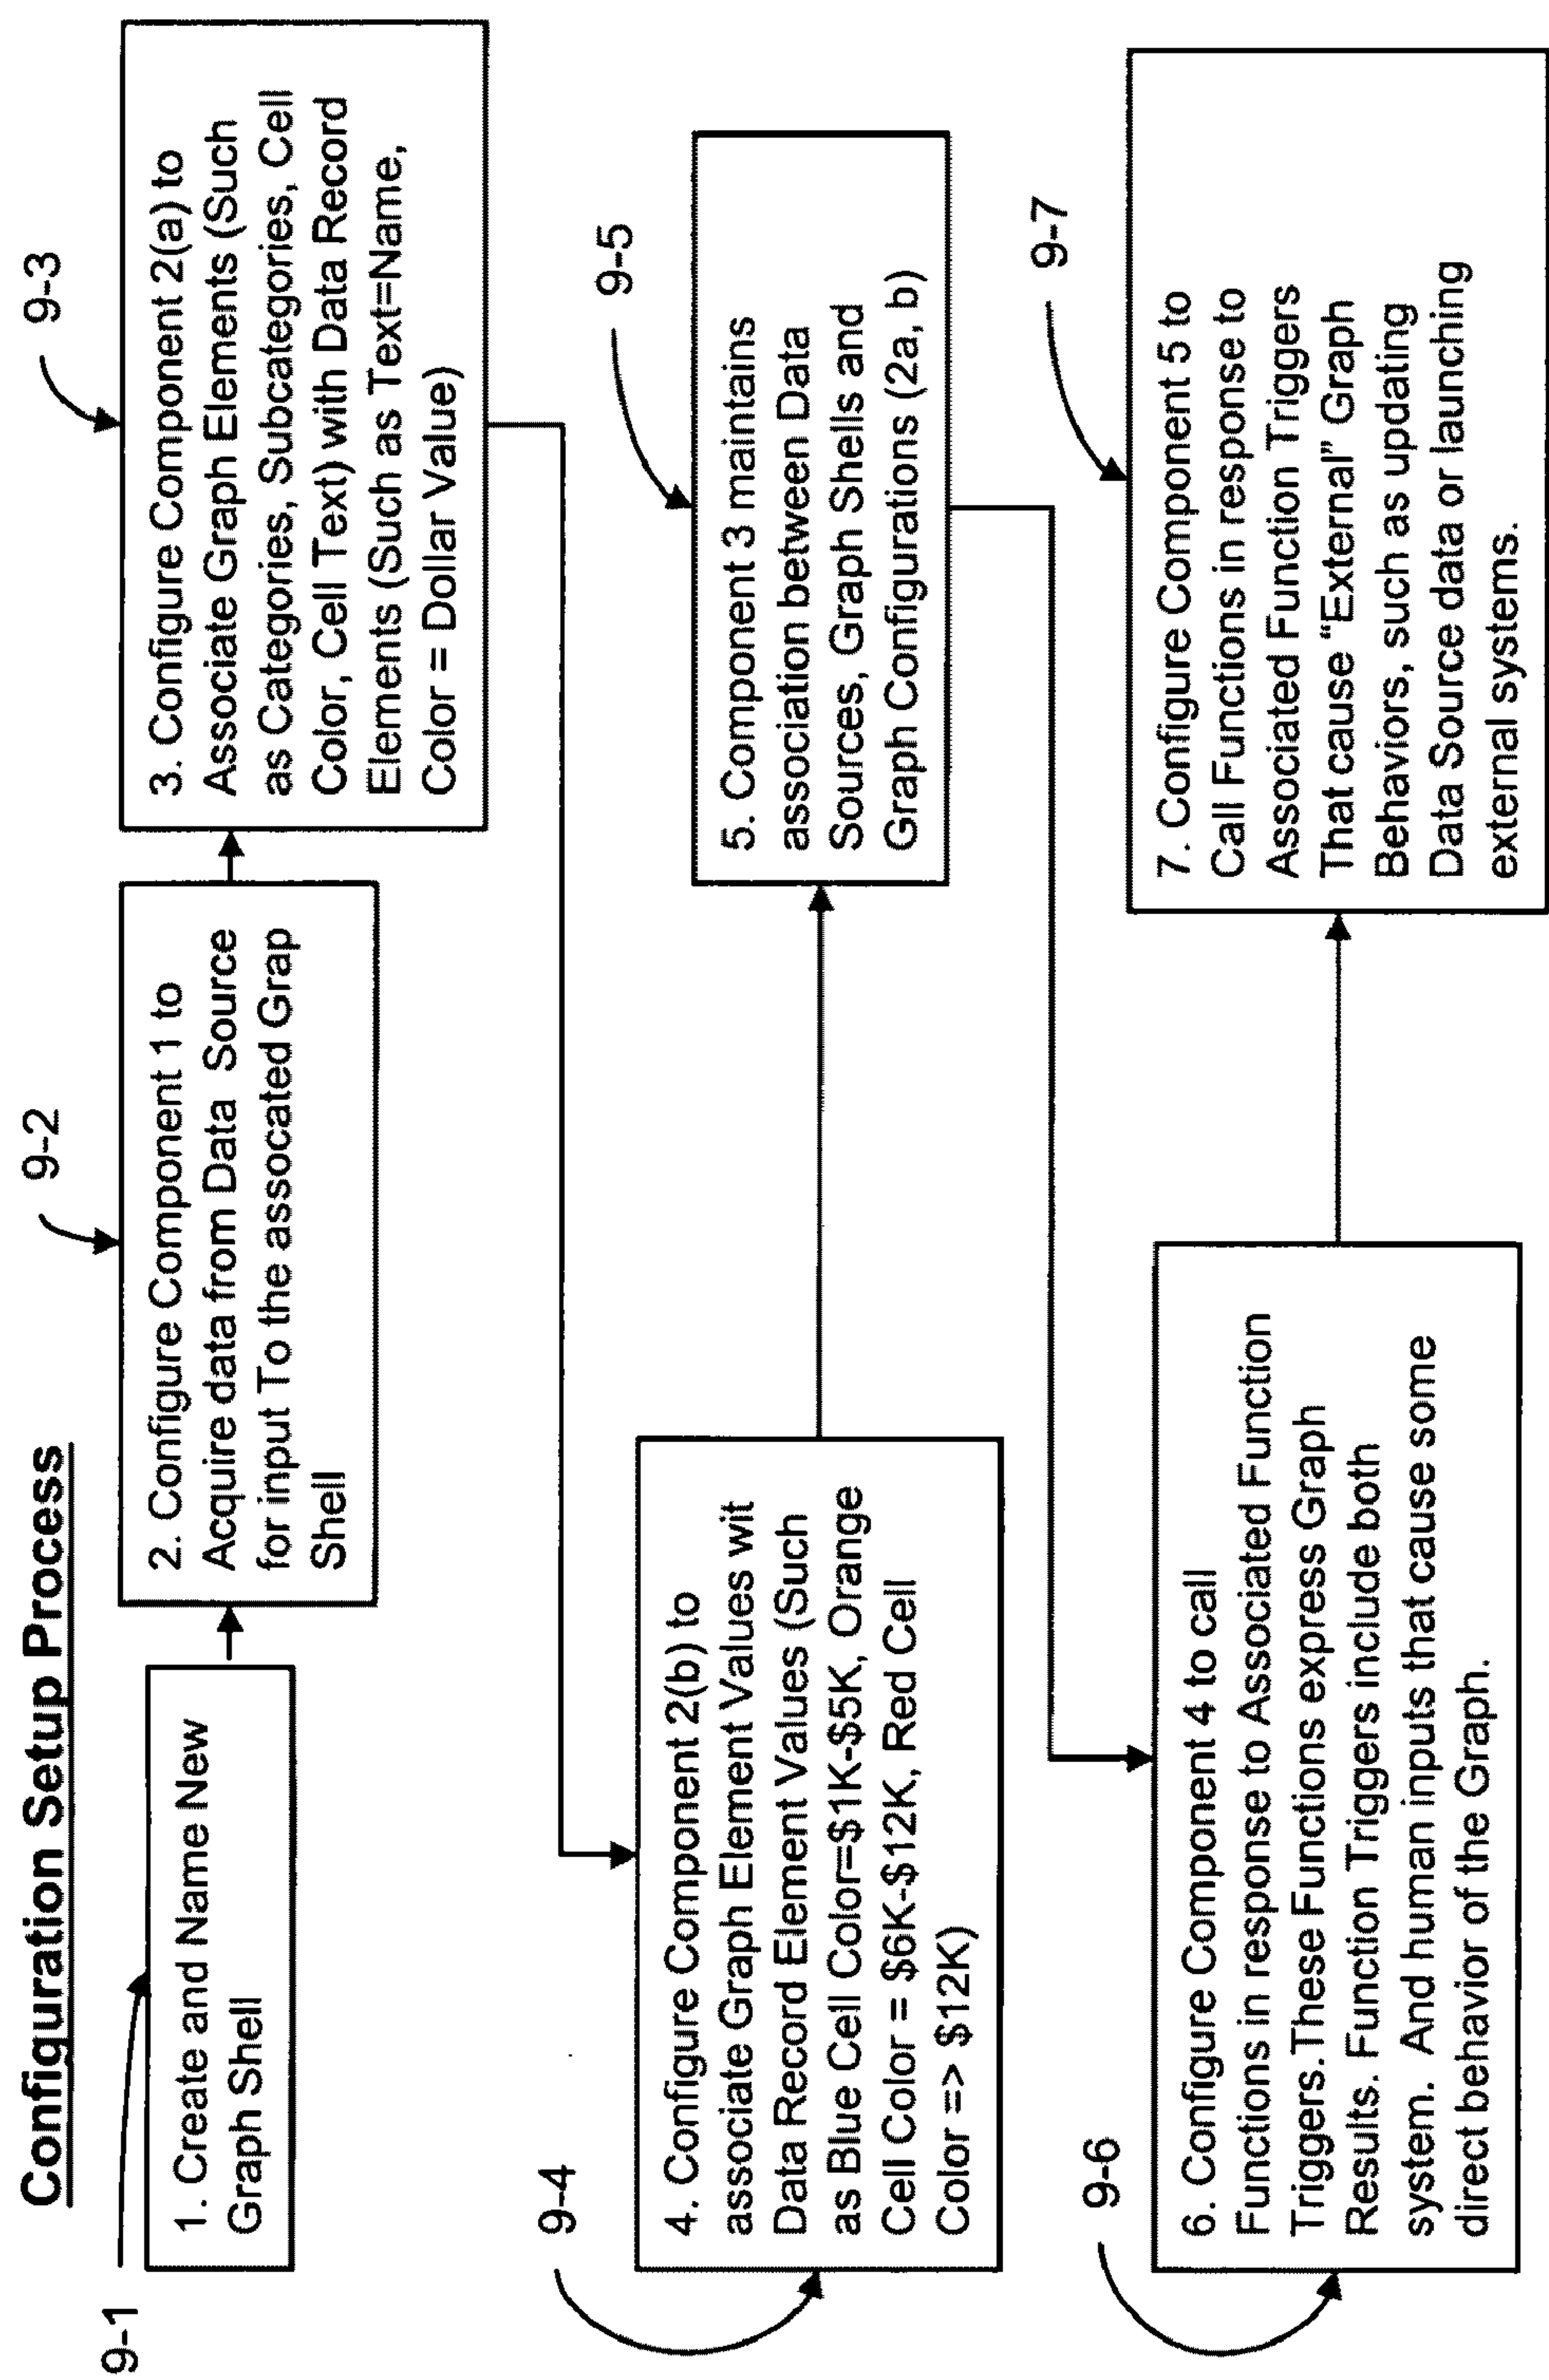 Configuration Setup Process
9-1
1. Create and Name New
Graph Shell
9-2
2. Configure Component 1 to
Acquire data from Data Source
for input To the assocated Grap
Shell
9-3
3. Configure Component 2(a) to
Associate Graph Elements (Such
as Categories, Subcategories, Cell
Color, Cell Text) with Data Record
Elements (Such as Text=Name,
Color = Dollar Value)
9-4
4. Configure Component 2(b) to
associate Graph Element Values wit
Data Record Element Values (Such
as Blue Cell Color=$1K-$5K, Orange
Cell Color = $6K-$12K, Red Cell
Color => $12K)
9-5
5. Component 3 maintains
association between Data
Sources, Graph Shells and
Graph Configurations (2a, b)
9-6
6. Configure Component 4 to call
Functions in response to Associated Function
Triggers.These Functions express Graph
Results. Function Triggers include both
system. And human inputs that cause some
direct behavior of the Graph.
9-7
7. Configure Component 5 to
Call Functions in response to
Associated Function Triggers
That cause "External" Graph
Behaviors, such as updating
Data Source data or launching
external systems.